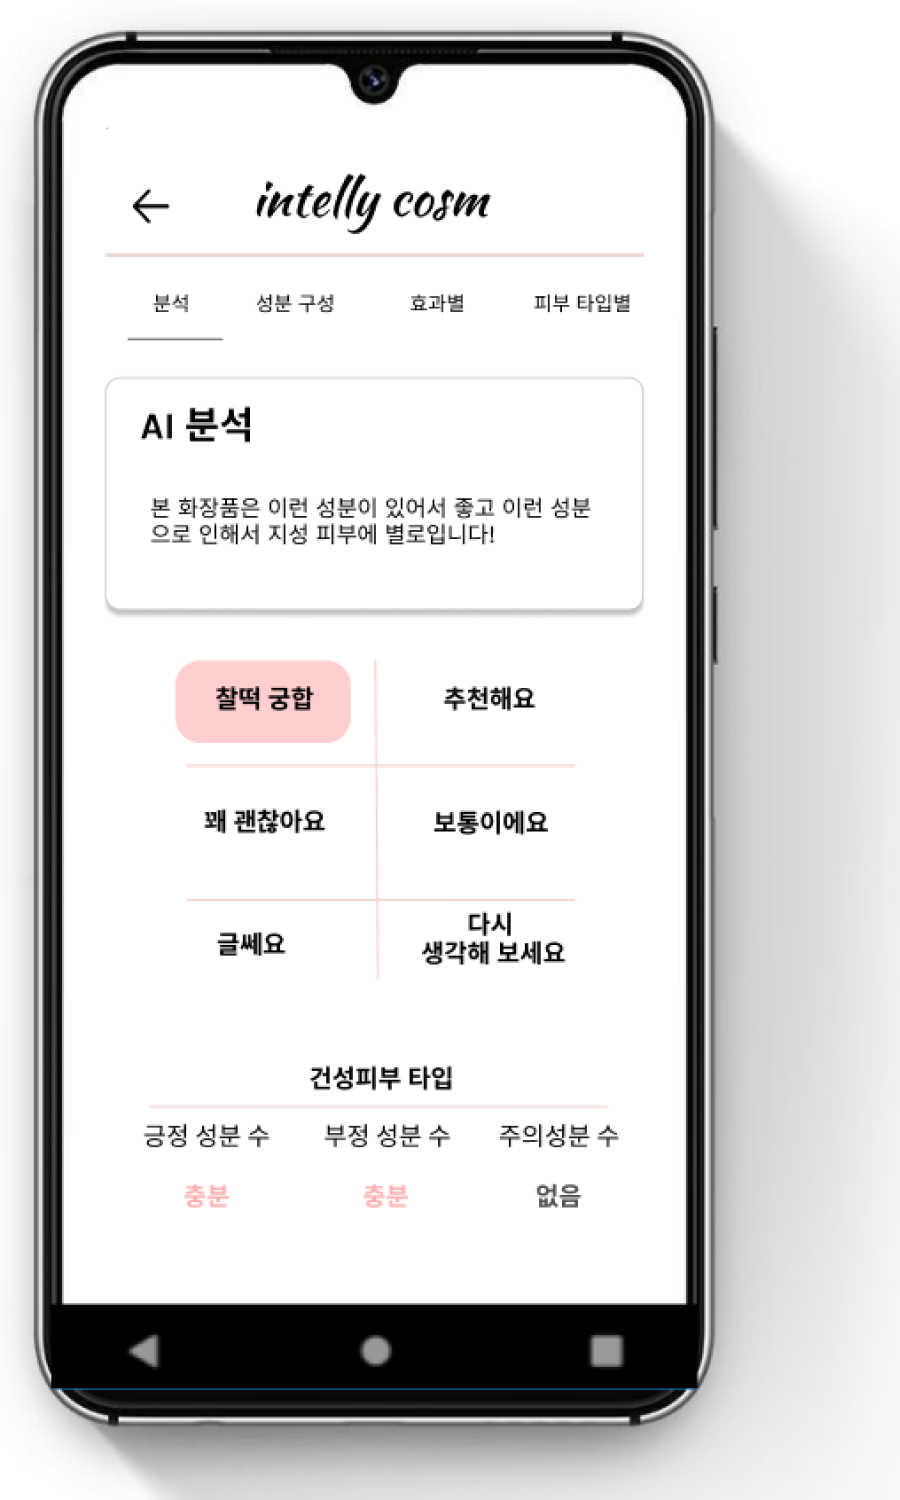 intelly cosm
분석 성분 구성 효과별 피부 타입별
AI 분석
본 화장품은 이런 성분이 있어서 좋고 이런 성분
으로 인해서 지성 피부에 별로입니다!
찰떡 궁합 추천해요
꽤 괜찮아요 보통이에요
글쎄요 다시
생각해 보세요
건성피부 타입
긍정 성분 수 부정 성분 수 주의성분 수
충분 충분 없음